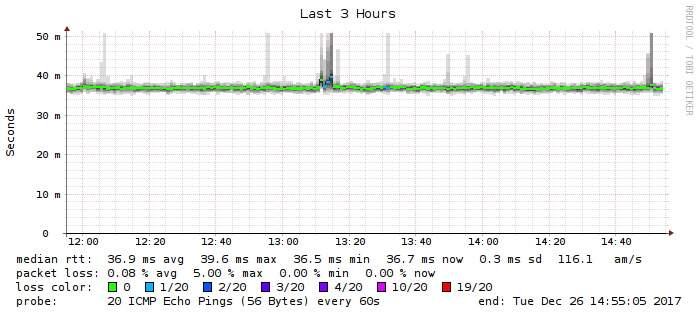 Last 3 Hours
RRDTOOL / TOBI OETIKER
Seconds
50 m
40 m
30 m
20 m
10 m
0
12:00 12:20 12:40 13:00 13:20 13:40 14:00 14:20 14:40
median rtt: 36.9 ms avg 39.6 ms max 36.5 ms min 36.7 ms now 0.3 ms sd 116.1 am/s
packet loss: 0.08 % avg 5.00 % max 0.00 % min 0.00 % now
loss color: 0 1/20 2/20 3/20 4/20 10/20 19/20
probe: 20 ICMP Echo Pings (56 Bytes) every 60s end: Tue Dec 26 14:55:05 2017